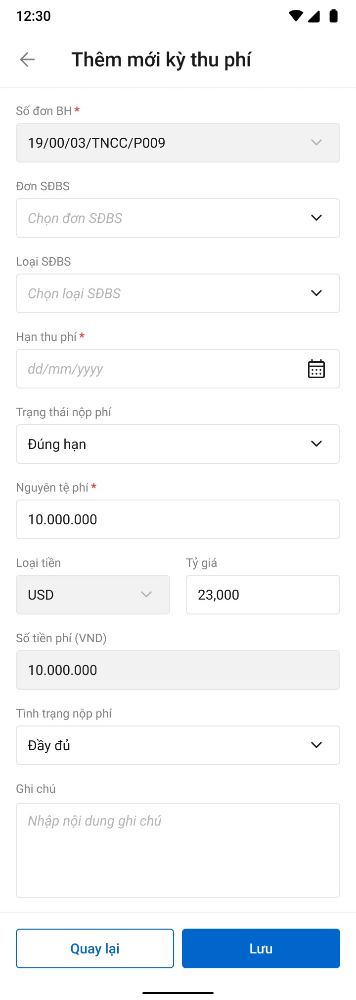 12:30
Thêm mới kỳ thu phí
Số đơn BH *
19/00/03/TNCC/P009
Đơn SĐBS
Chọn đơn SĐBS
Loại SĐBS
Chọn loại SĐBS
Hạn thu phí *
dd/mm/yyyy
Trạng thái nộp phí
Đúng hạn
Nguyên tệ phí *
10.000.000
Loại tiền Tỷ giá
USD 23,000
Số tiền phí (VND)
10.000.000
Tình trạng nộp phí
Đầy đủ
Ghi chú
Nhập nội dung ghi chú
Quay lại Lưu